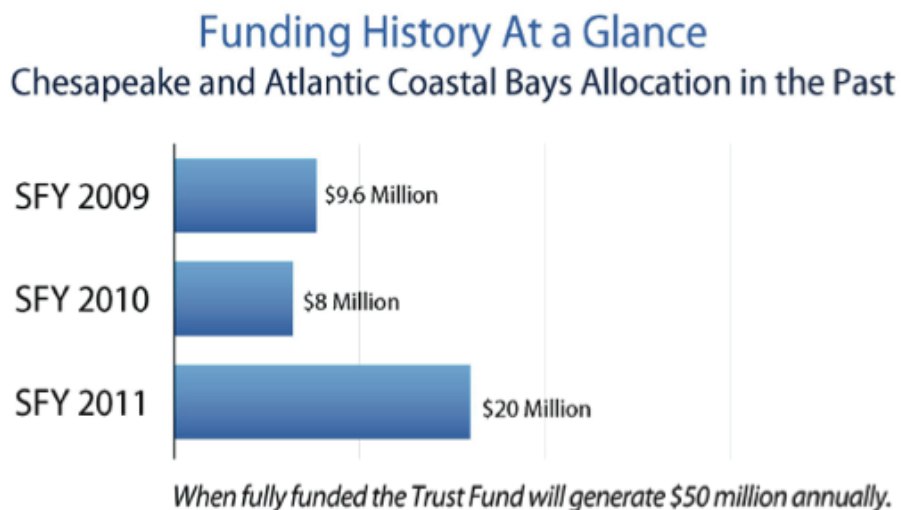 Funding History At a Glance
Chesapeake and Atlantic Coastal Bays Allocation in the Past
SFY 2009 $9.6 Million
SFY 2010 $8 Million
SFY 2011 $20 Million
When fully funded the Trust Fund will generate $50 million annually.